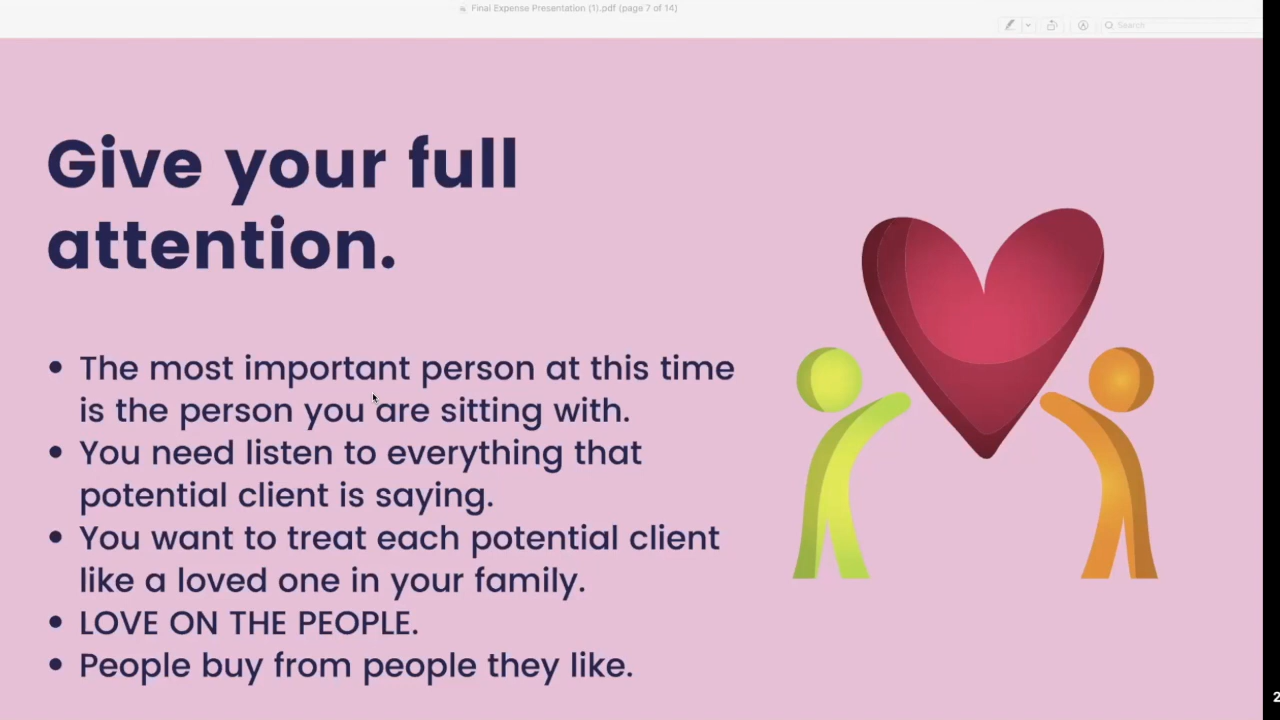 Final Expense Presentation (1).pdf (page 7 of 14)
Search
Give your full
attention.
• The most important person at this time
is the person you are sitting with.
• You need listen to everything that
potential client is saying.
• You want to treat each potential client
like a loved one in your family.
• LOVE ON THE PEOPLE.
• People buy from people they like.
2